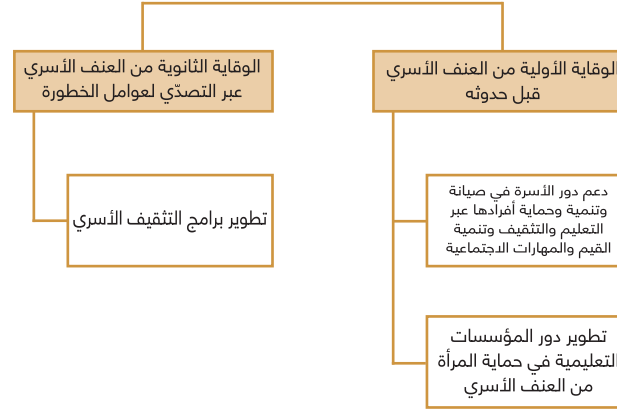 الوقاية الأولية من العنف الأسري
قبل حدوثه
الوقاية الثانوية من العنف الأسري
عبر التصدّي لعوامل الخطورة
دعم دور الأسرة في صيانة
وتنمية وحماية أفرادها عبر
التعليم والتثقيف وتنمية
القيم والمهارات الاجتماعية
تطوير برامج التثقيف الأسري
تطوير دور المؤسسات
التعليمية في حماية المرأة
من العنف الأسري